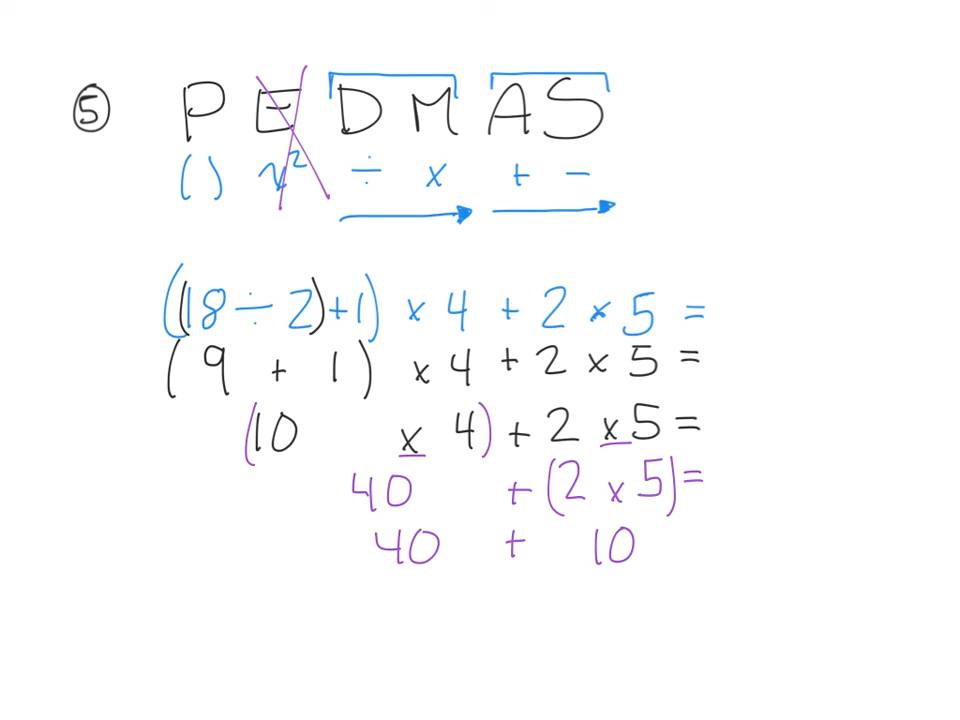 ⑤ P E D M A S
( ) x² ÷ x + -
((18 ÷ 2) + 1) x 4 + 2 x 5 =
(9 + 1) x 4 + 2 x 5 =
(10 x 4) + 2 x 5 =
40 + (2 x 5) =
40 + 10